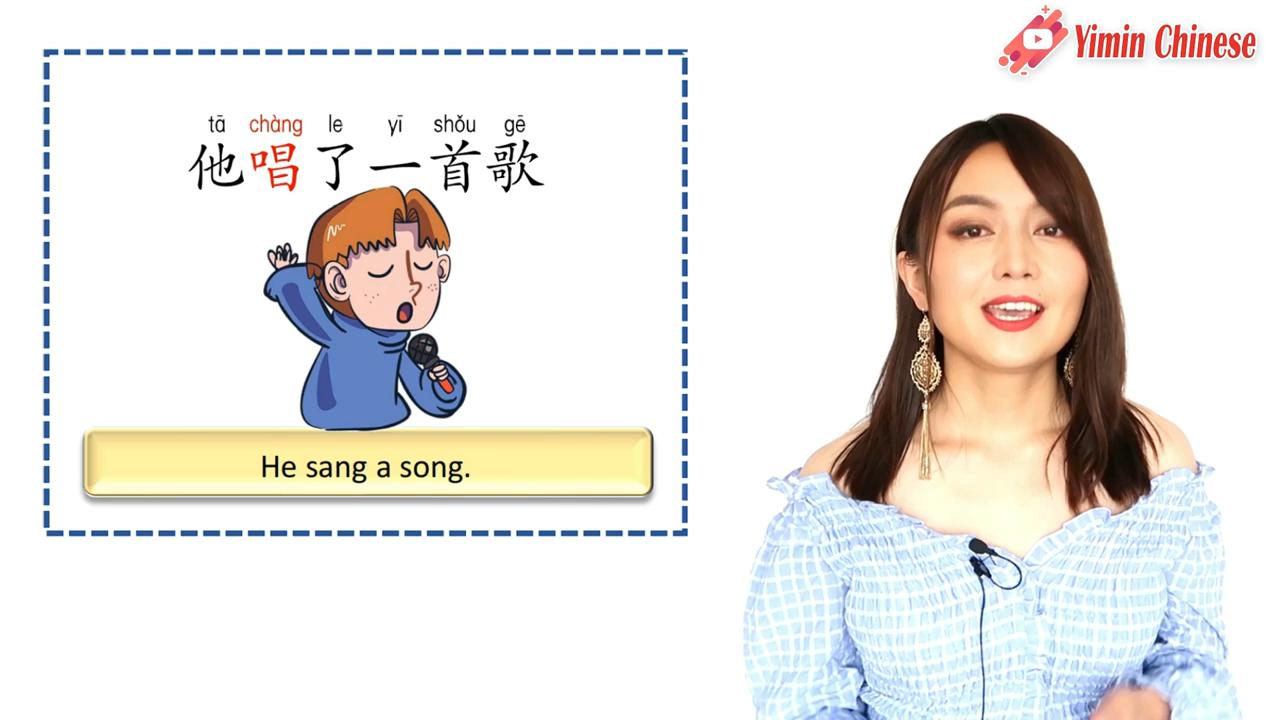 Yimin Chinese
tā chàng le yī shǒu gē
他唱了一首歌
He sang a song.